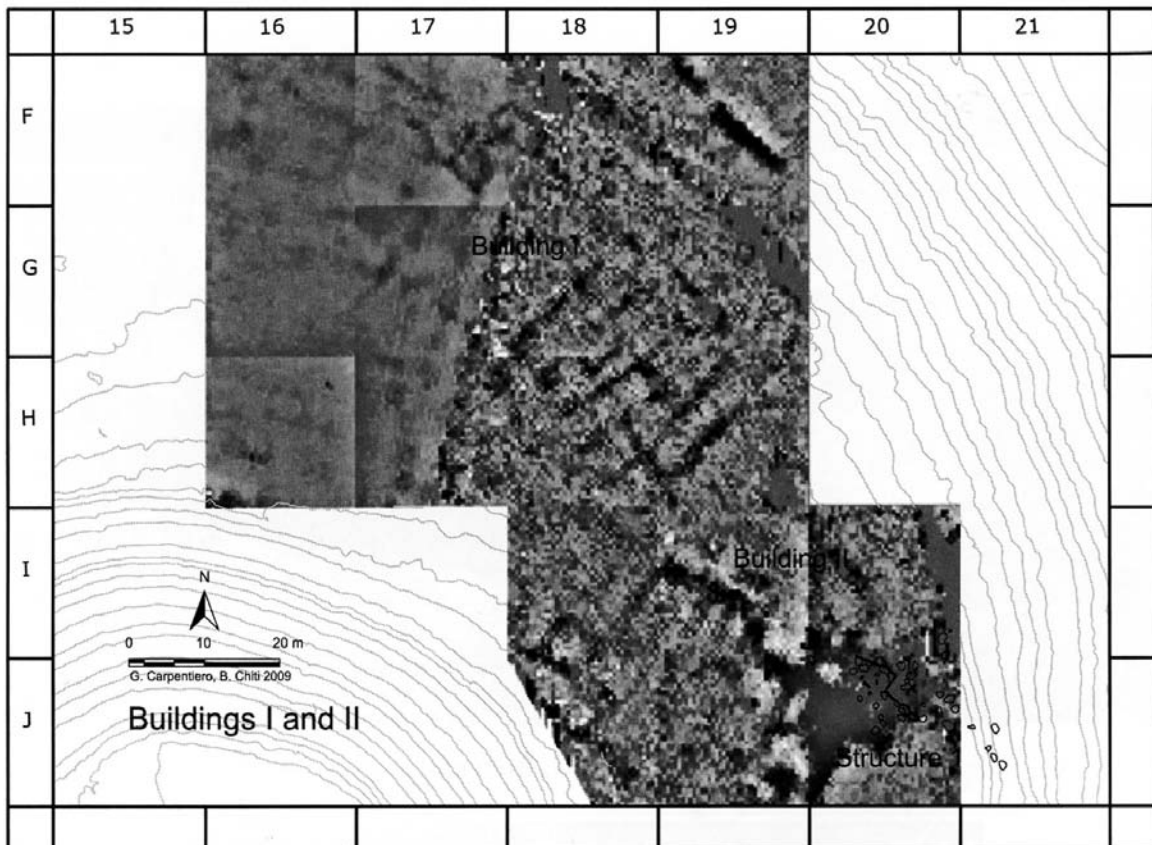 15 16 17 18 19 20 21
F
Building I
G
H
Building II
I
N
0 10 20 m
G. Carpentiero, B. Chiti 2009
J
Buildings I and II
Structure